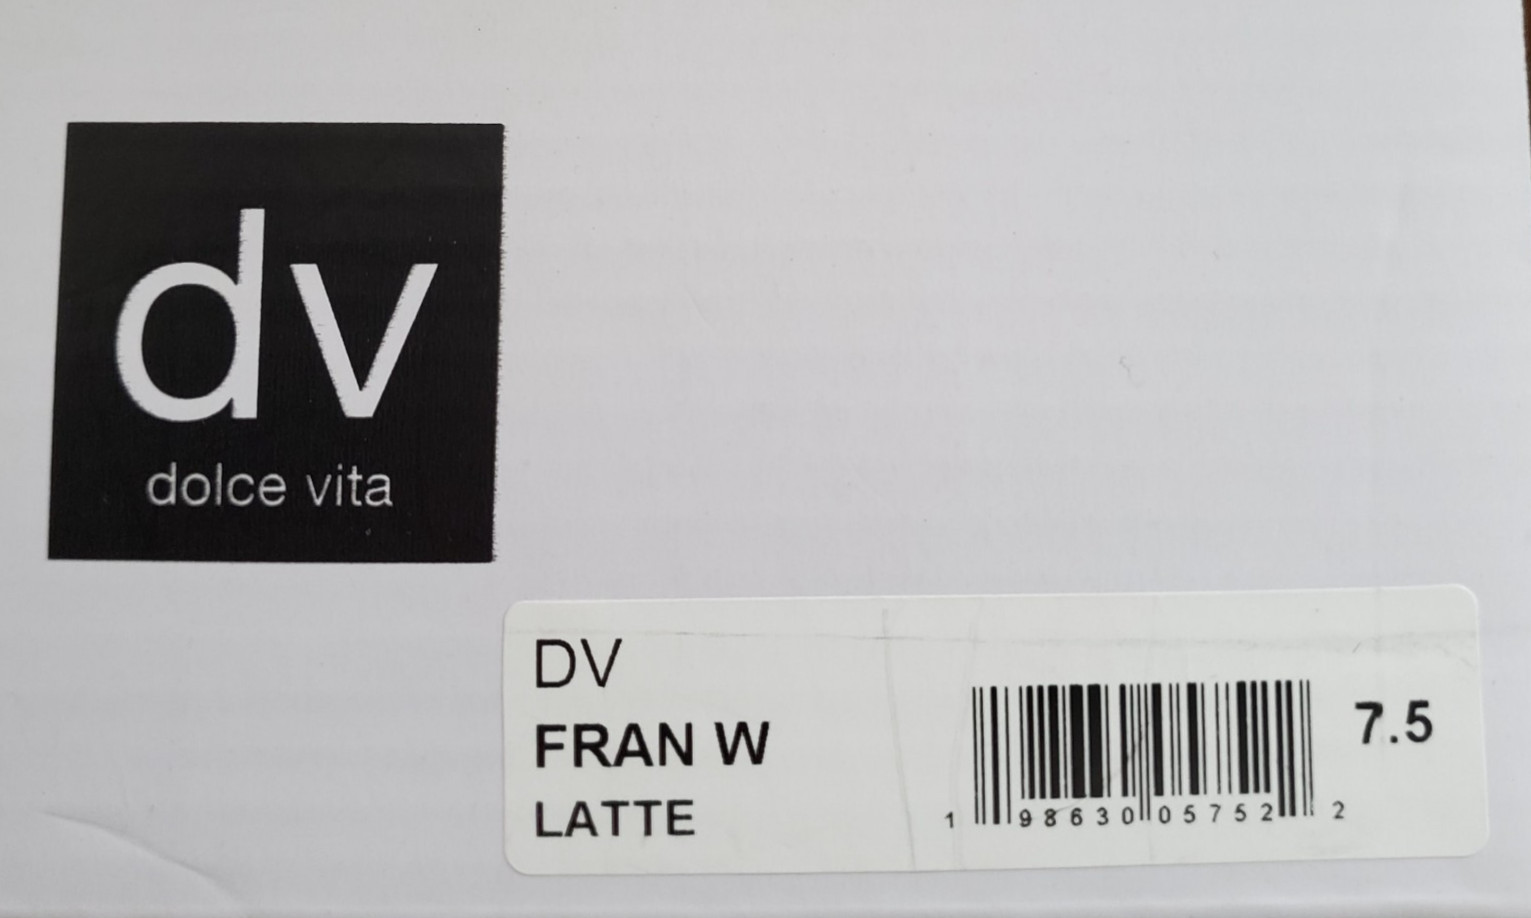 dv
dolce vita
DV
FRAN W
LATTE
1 98630 05752 2
7.5